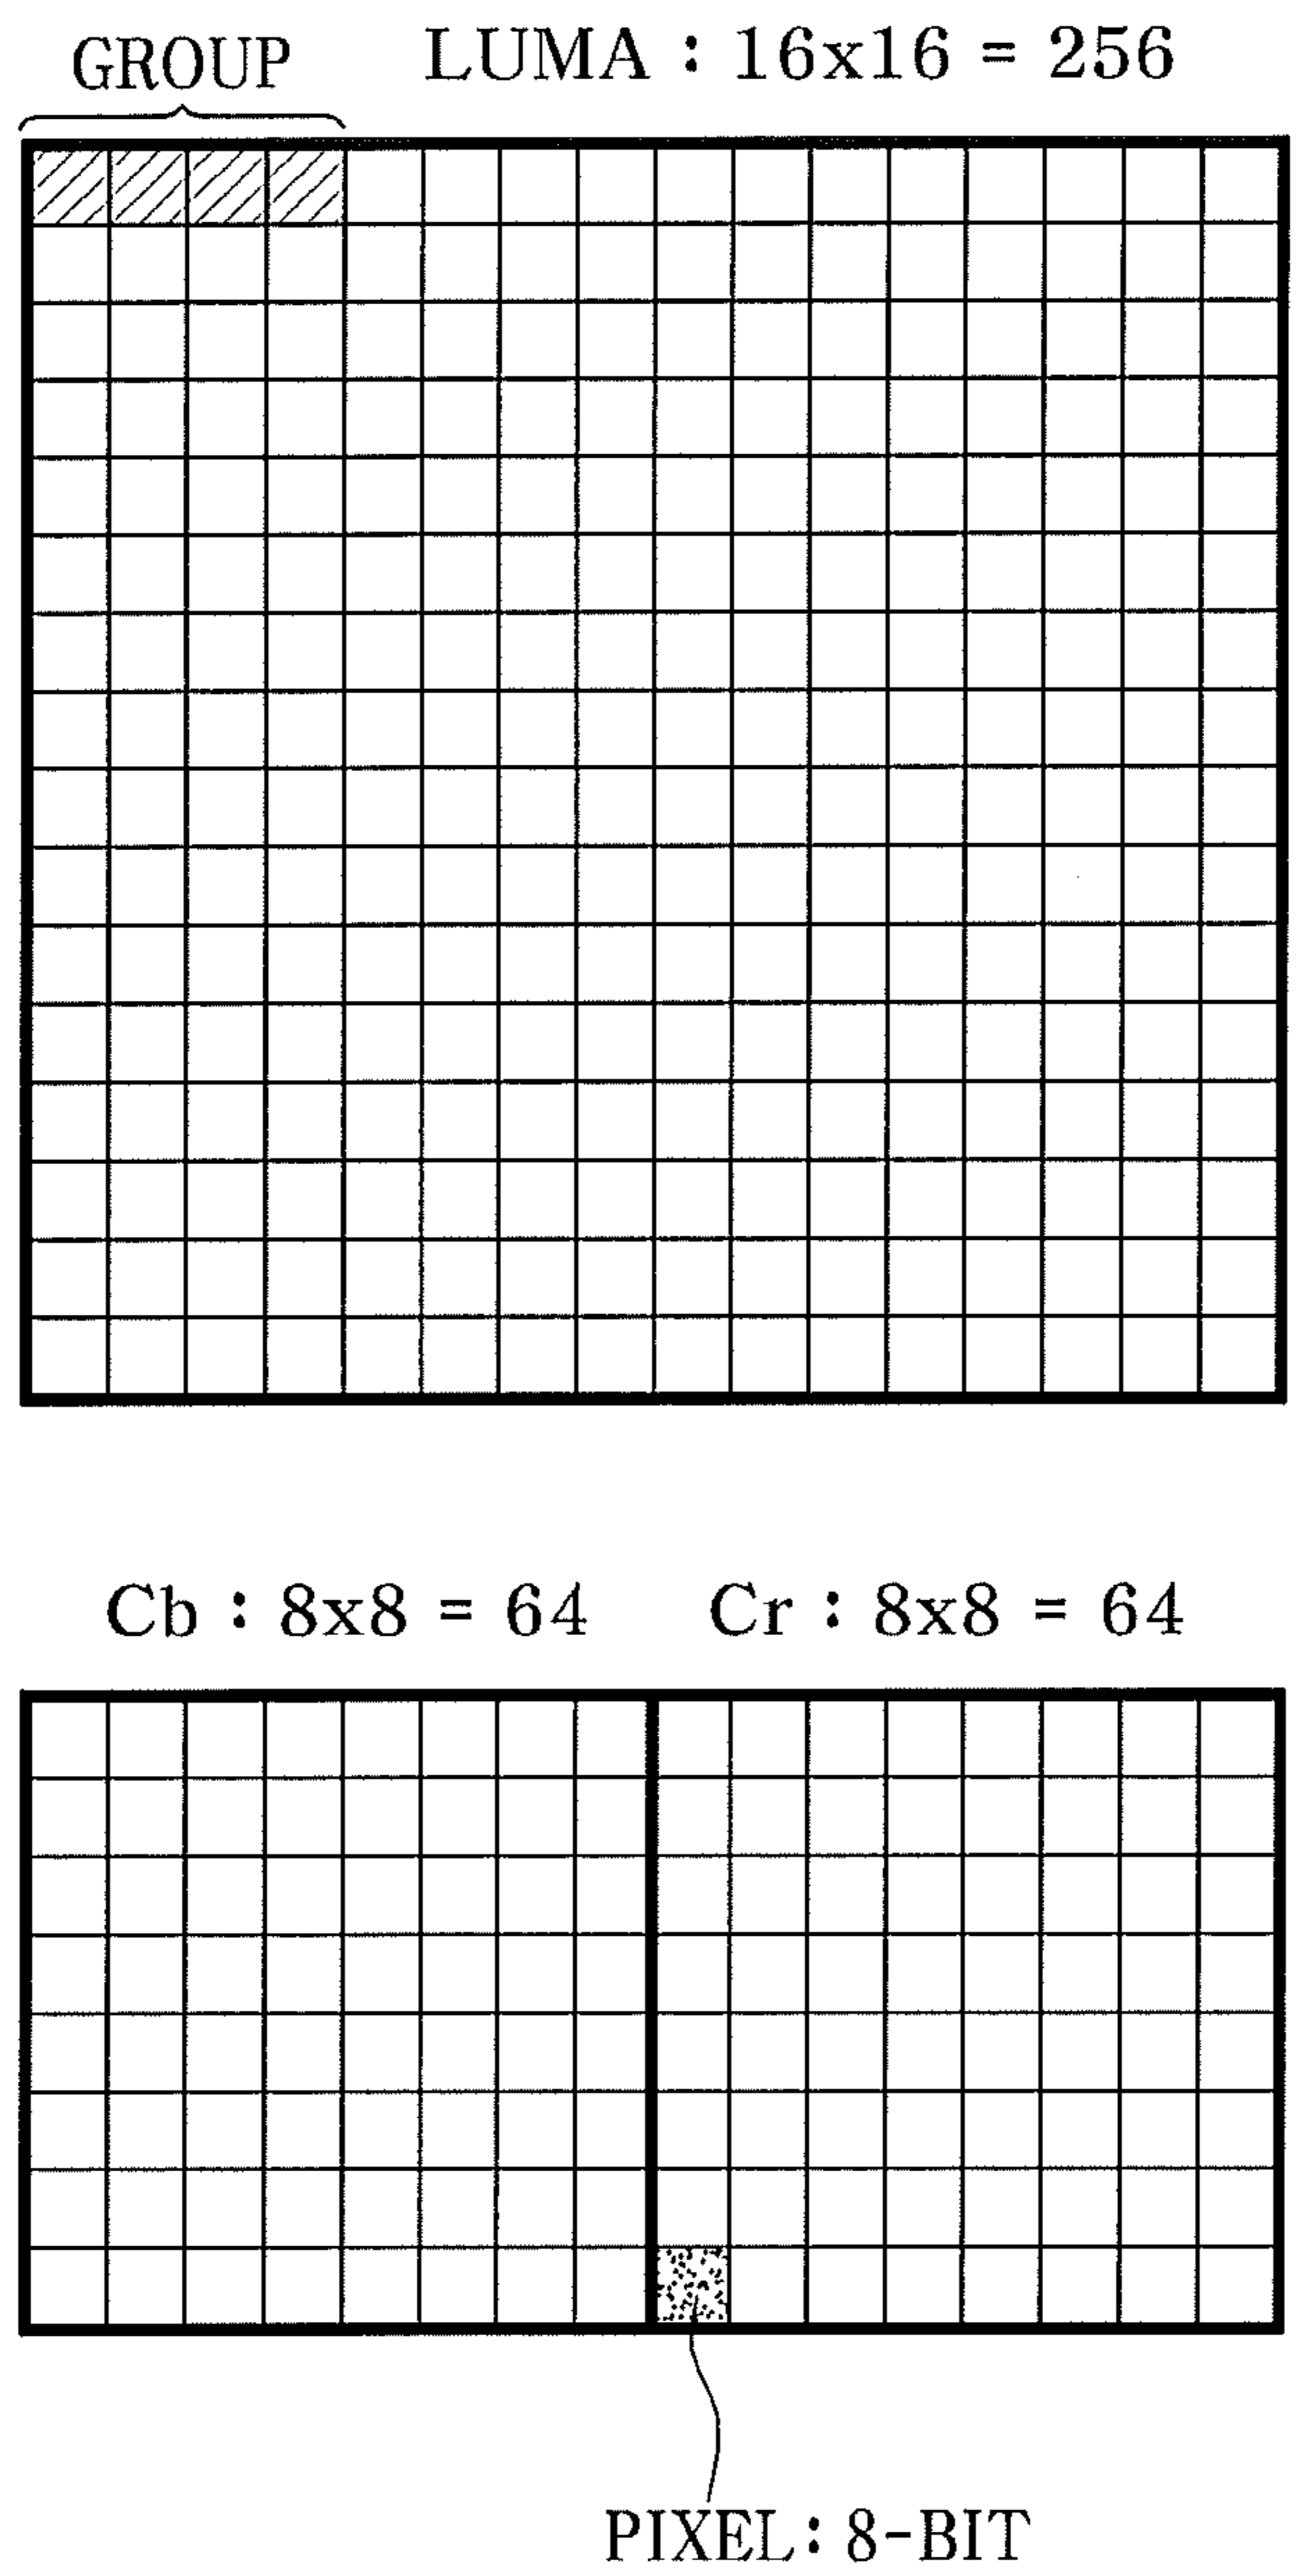 GROUP LUMA : 16x16 = 256
Cb : 8x8 = 64 Cr : 8x8 = 64
PIXEL : 8-BIT